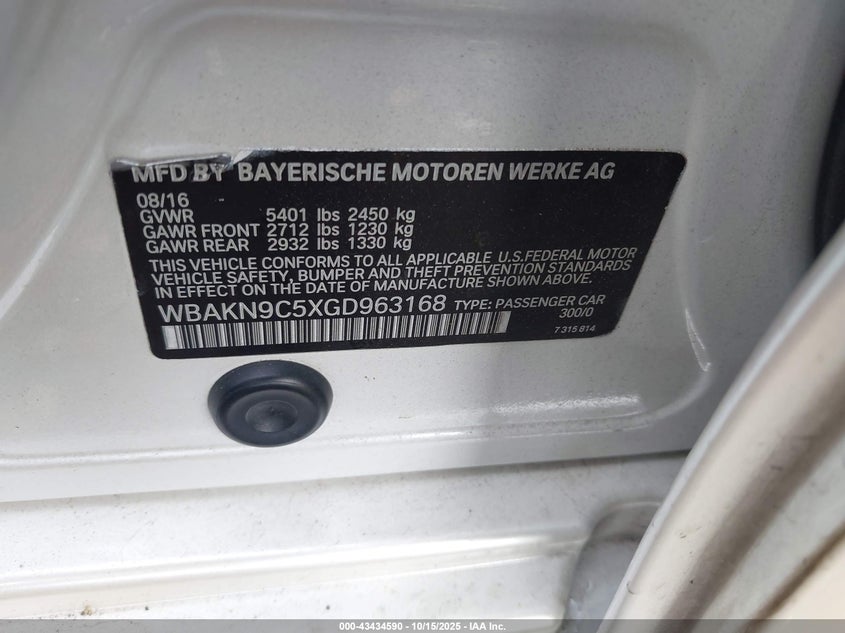 MFD BY BAYERISCHE MOTOREN WERKE AG
08/16
GVWR 5401 lbs 2450 kg
GAWR FRONT 2712 lbs 1230 kg
GAWR REAR 2932 lbs 1330 kg
THIS VEHICLE CONFORMS TO ALL APPLICABLE U.S.FEDERAL MOTOR
VEHICLE SAFETY, BUMPER AND THEFT PREVENTION STANDARDS
IN EFFECT ON THE DATE OF MANUFACTURE SHOWN ABOVE.
WBAKN9C5XGD963168 TYPE: PASSENGER CAR
300/0
7 315 814
000-43434590 - 10/15/2025 - IAA Inc.